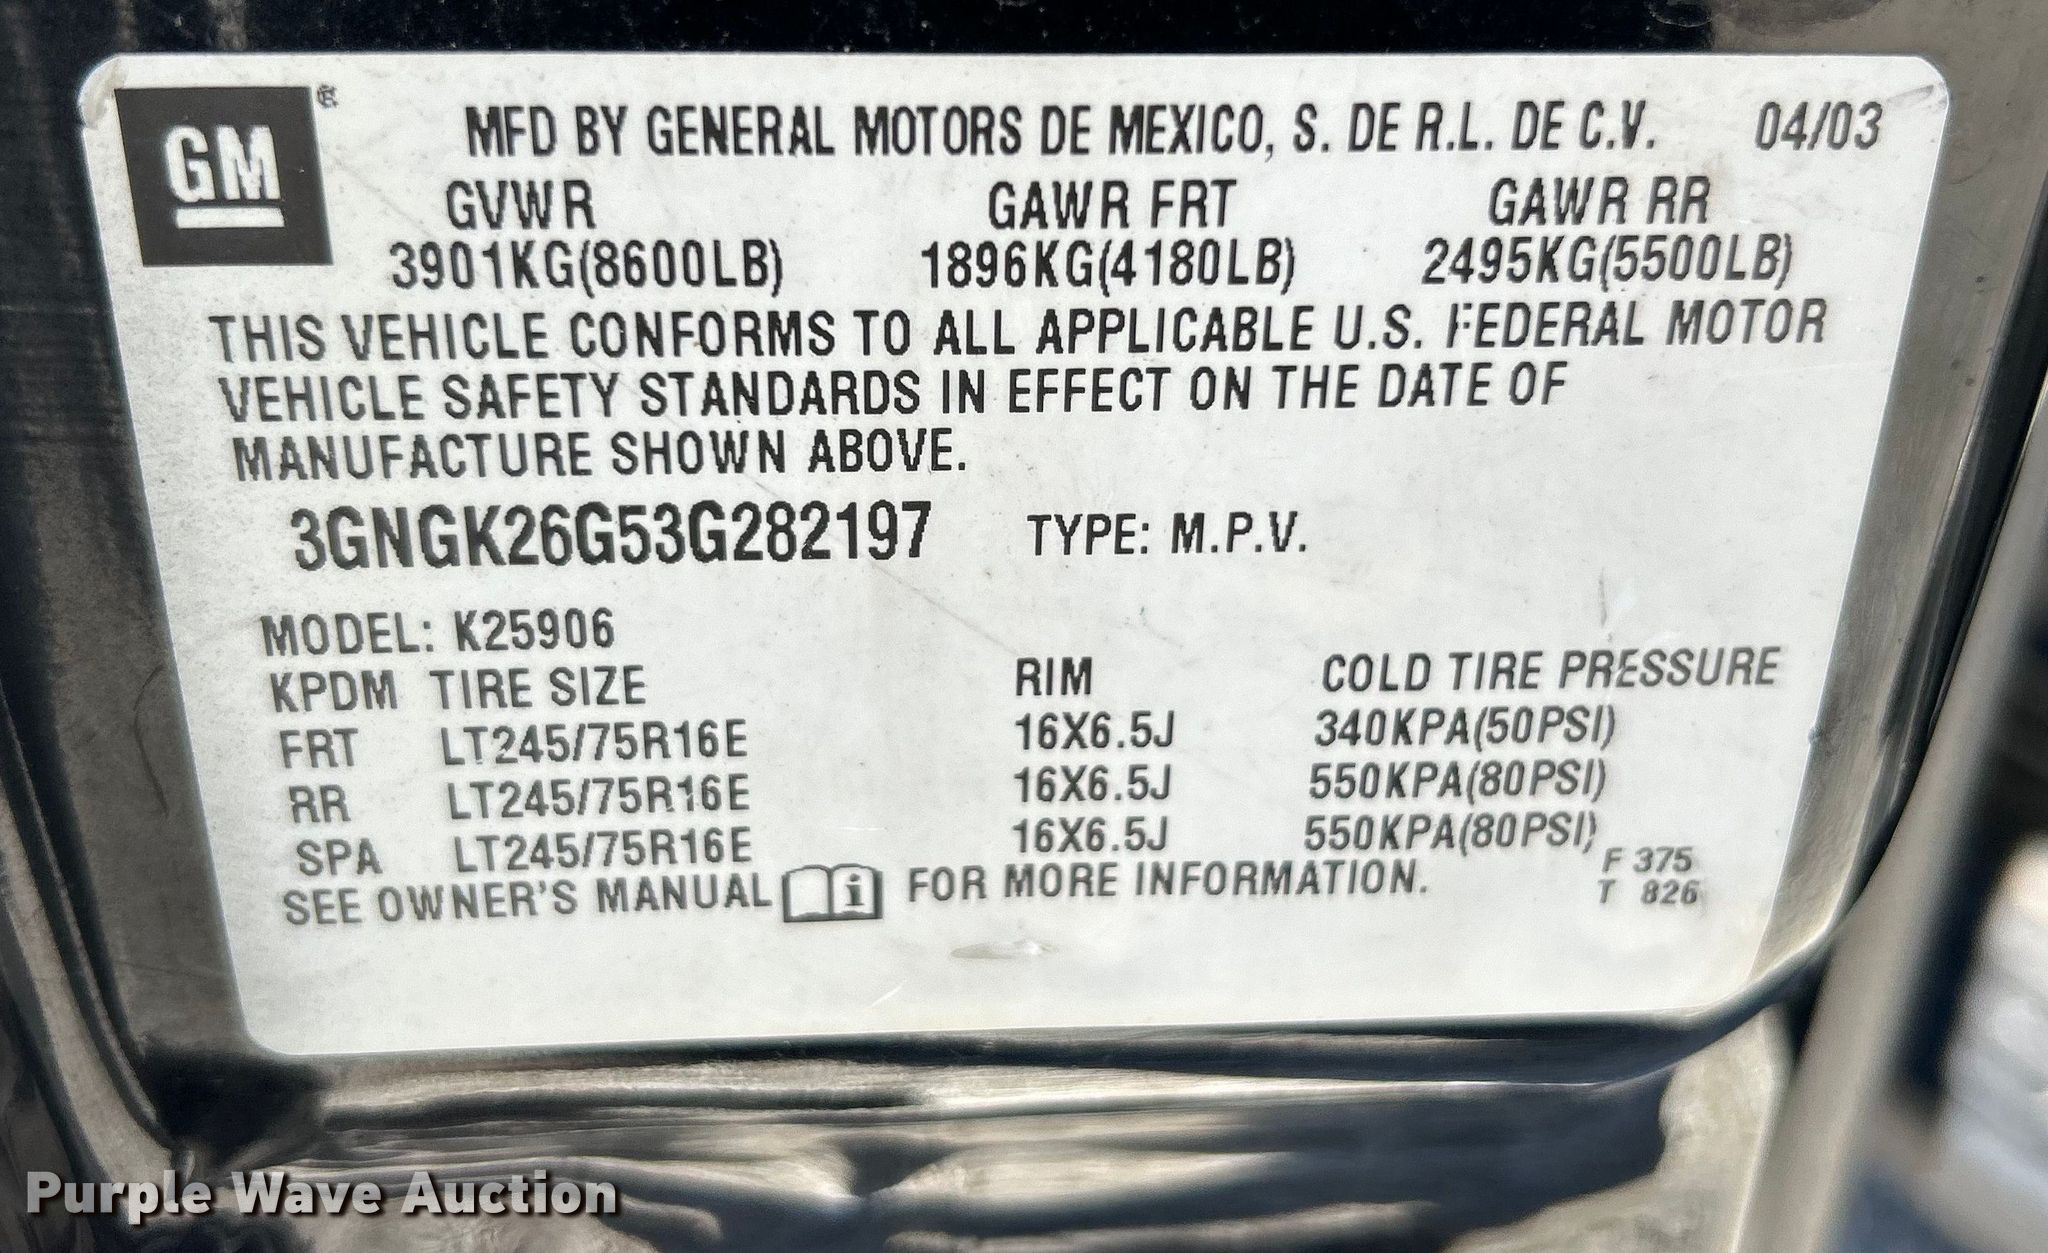 GM ®
MFD BY GENERAL MOTORS DE MEXICO, S. DE R.L. DE C.V. 04/03
GVWR GAWR FRT GAWR RR
3901KG(8600LB) 1896KG(4180LB) 2495KG(5500LB)
THIS VEHICLE CONFORMS TO ALL APPLICABLE U.S. FEDERAL MOTOR
VEHICLE SAFETY STANDARDS IN EFFECT ON THE DATE OF
MANUFACTURE SHOWN ABOVE.
3GNGK26G53G282197 TYPE: M.P.V.
MODEL: K25906
KPDM TIRE SIZE RIM COLD TIRE PRESSURE
FRT LT245/75R16E 16X6.5J 340KPA(50PSI)
RR LT245/75R16E 16X6.5J 550KPA(80PSI)
SPA LT245/75R16E 16X6.5J 550KPA(80PSI)
SEE OWNER'S MANUAL i FOR MORE INFORMATION.
F 375
T 826
Purple Wave Auction